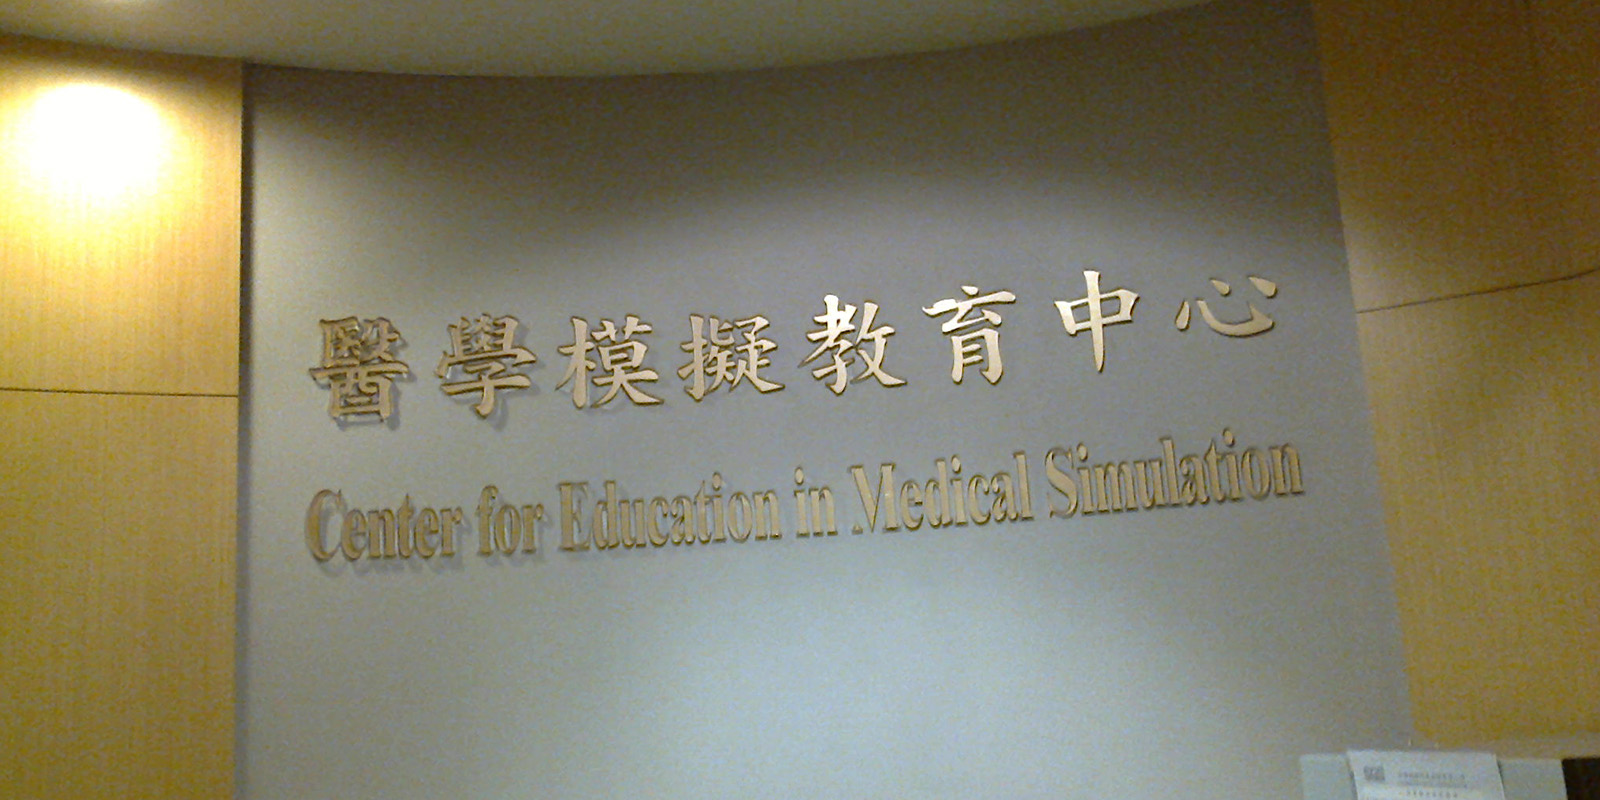 醫學模擬教育中心
Center for Education in Medical Simulation